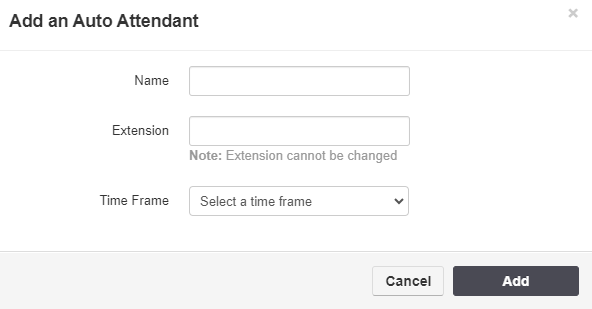 Add an Auto Attendant
×
Name
Extension
Note: Extension cannot be changed
Time Frame Select a time frame
Cancel Add